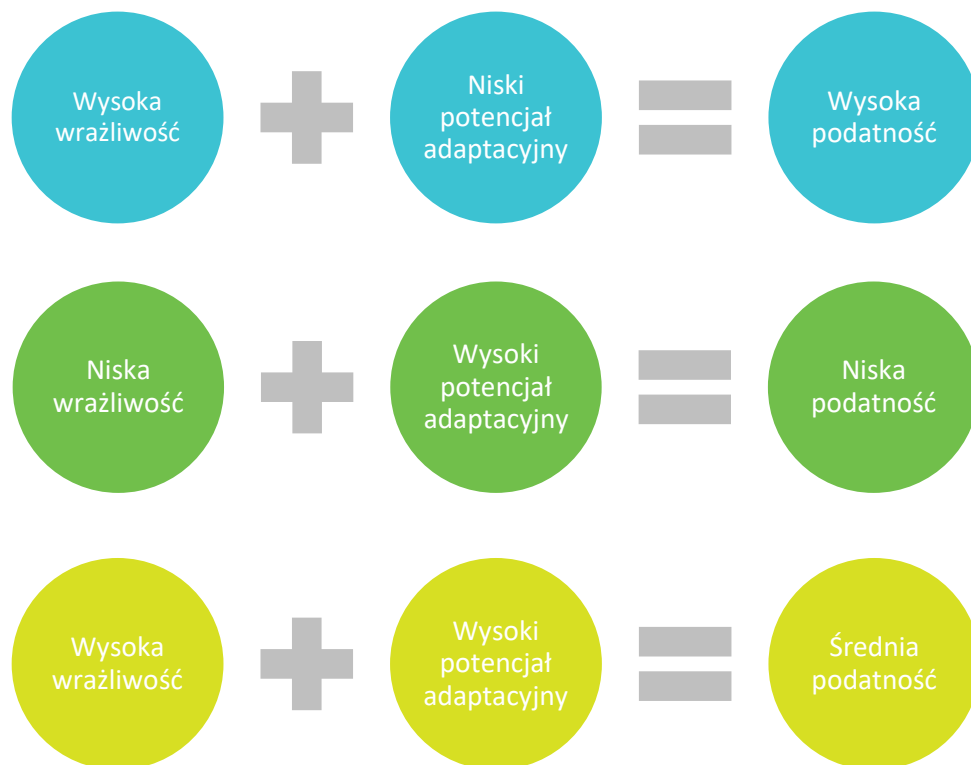 Wysoka
wrażliwość
Niski
potencjał
adaptacyjny
Wysoka
podatność
Niska
wrażliwość
Wysoki
potencjał
adaptacyjny
Niska
podatność
Wysoka
wrażliwość
Wysoki
potencjał
adaptacyjny
Średnia
podatność